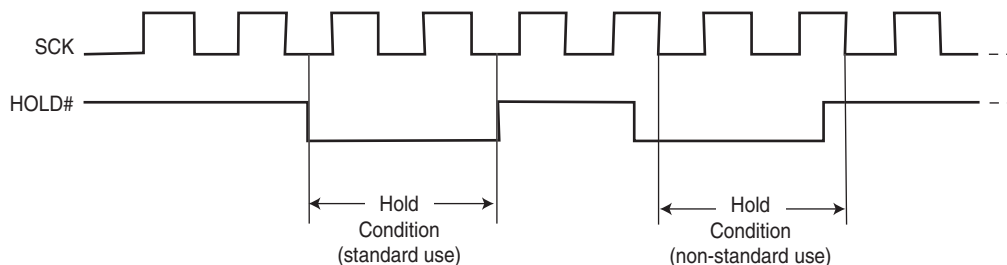 SCK
HOLD#
Hold
Condition
(standard use)
Hold
Condition
(non-standard use)